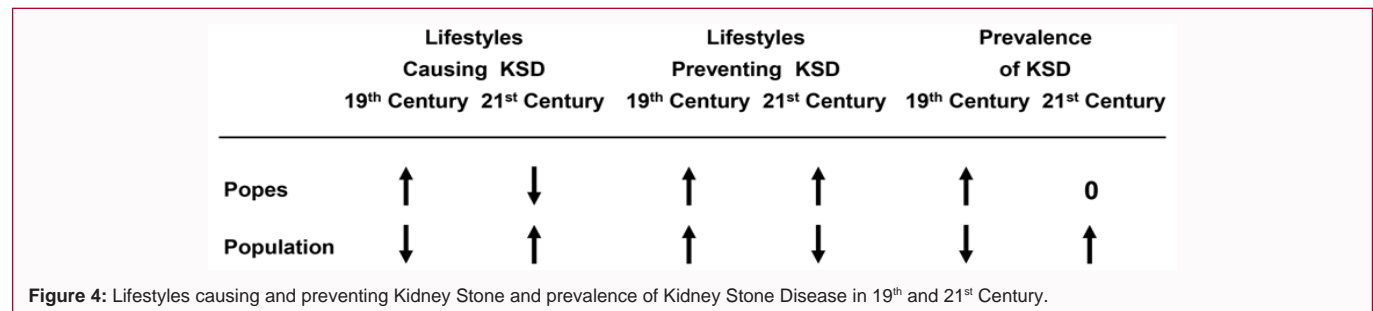 Lifestyles Lifestyles Prevalence
Causing KSD Preventing KSD of KSD
19th Century 21st Century 19th Century 21st Century 19th Century 21st Century
Popes ↑ ↓ ↑ ↑ ↑ 0
Population ↓ ↑ ↑ ↓ ↓ ↑
Figure 4: Lifestyles causing and preventing Kidney Stone and prevalence of Kidney Stone Disease in 19th and 21st Century.